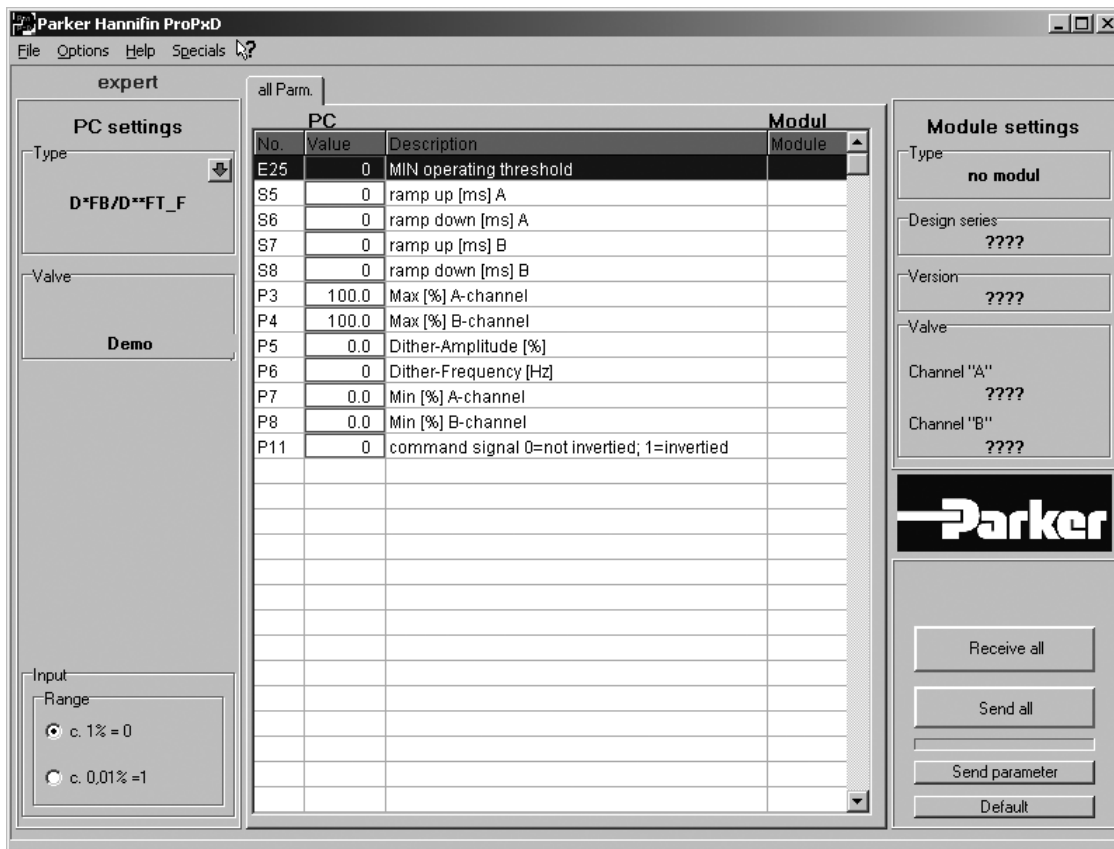 Parker Hannifin ProPxD
File Options Help Specials
expert
PC settings
Type
D*FB/D**FT_F
Valve
Demo
Input
Range
c. 1% = 0
c. 0,01% =1
all Parm.
PC Modul
No. Value Description Module
E25 0 MIN operating threshold
S5 0 ramp up [ms] A
S6 0 ramp down [ms] A
S7 0 ramp up [ms] B
S8 0 ramp down [ms] B
P3 100.0 Max [%] A-channel
P4 100.0 Max [%] B-channel
P5 0.0 Dither-Amplitude [%]
P6 0 Dither-Frequency [Hz]
P7 0.0 Min [%] A-channel
P8 0.0 Min [%] B-channel
P11 0 command signal 0=not invertied; 1=invertied
Module settings
Type
no modul
Design series
????
Version
????
Valve
Channel "A"
????
Channel "B"
????
Parker
Receive all
Send all
Send parameter
Default